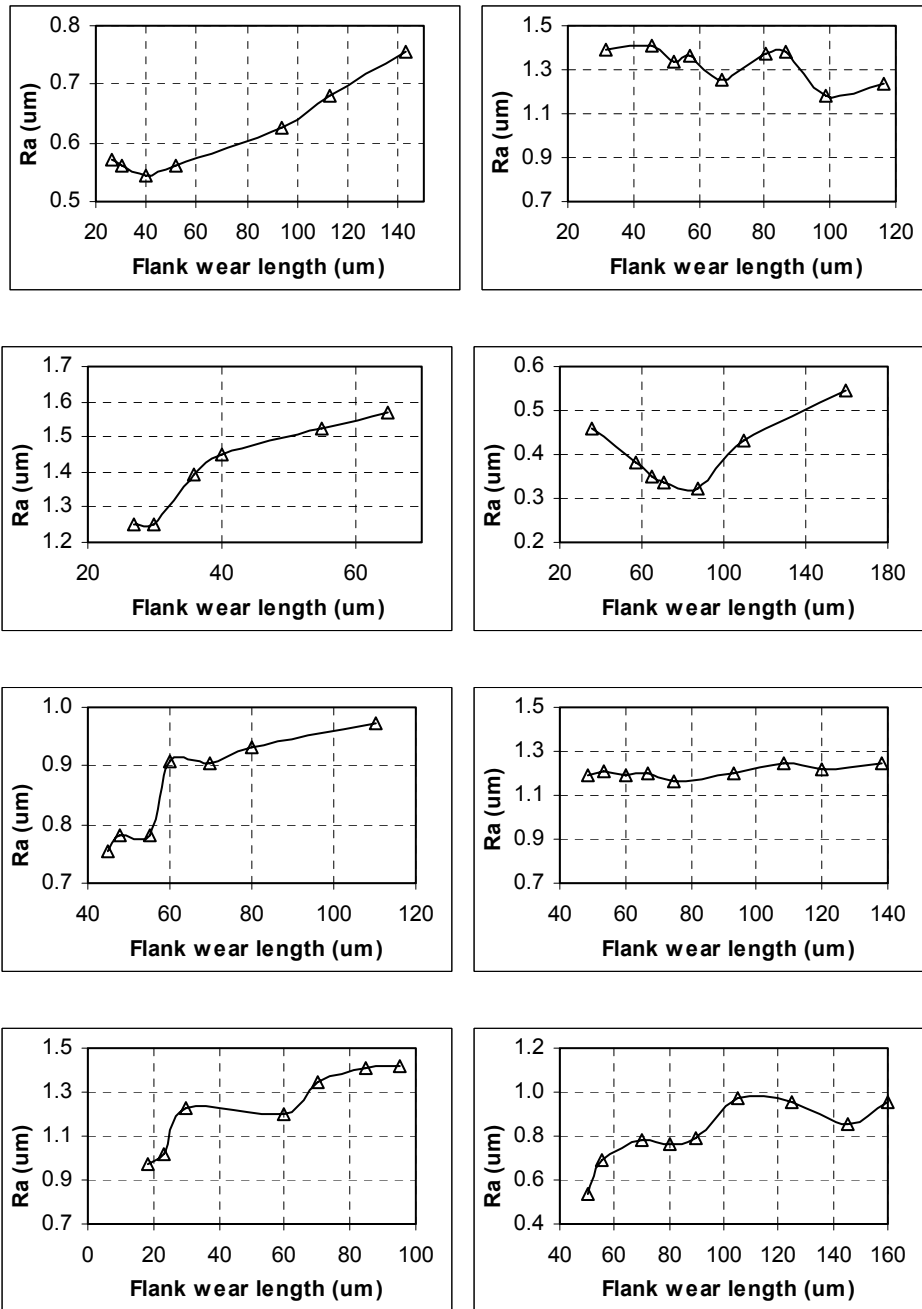 0.8
0.7
0.6
0.5
Ra (um)
20 40 60 80 100 120 140
Flank wear length (um)
1.5
1.3
1.1
0.9
0.7
Ra (um)
20 40 60 80 100 120
Flank wear length (um)
1.7
1.6
1.5
1.4
1.3
1.2
Ra (um)
20 40 60
Flank wear length (um)
0.6
0.5
0.4
0.3
0.2
Ra (um)
20 60 100 140 180
Flank wear length (um)
1.0
0.9
0.8
0.7
Ra (um)
40 60 80 100 120
Flank wear length (um)
1.5
1.3
1.1
0.9
0.7
Ra (um)
40 60 80 100 120 140
Flank wear length (um)
1.5
1.3
1.1
0.9
0.7
Ra (um)
0 20 40 60 80 100
Flank wear length (um)
1.2
1.0
0.8
0.6
0.4
Ra (um)
40 60 80 100 120 140 160
Flank wear length (um)